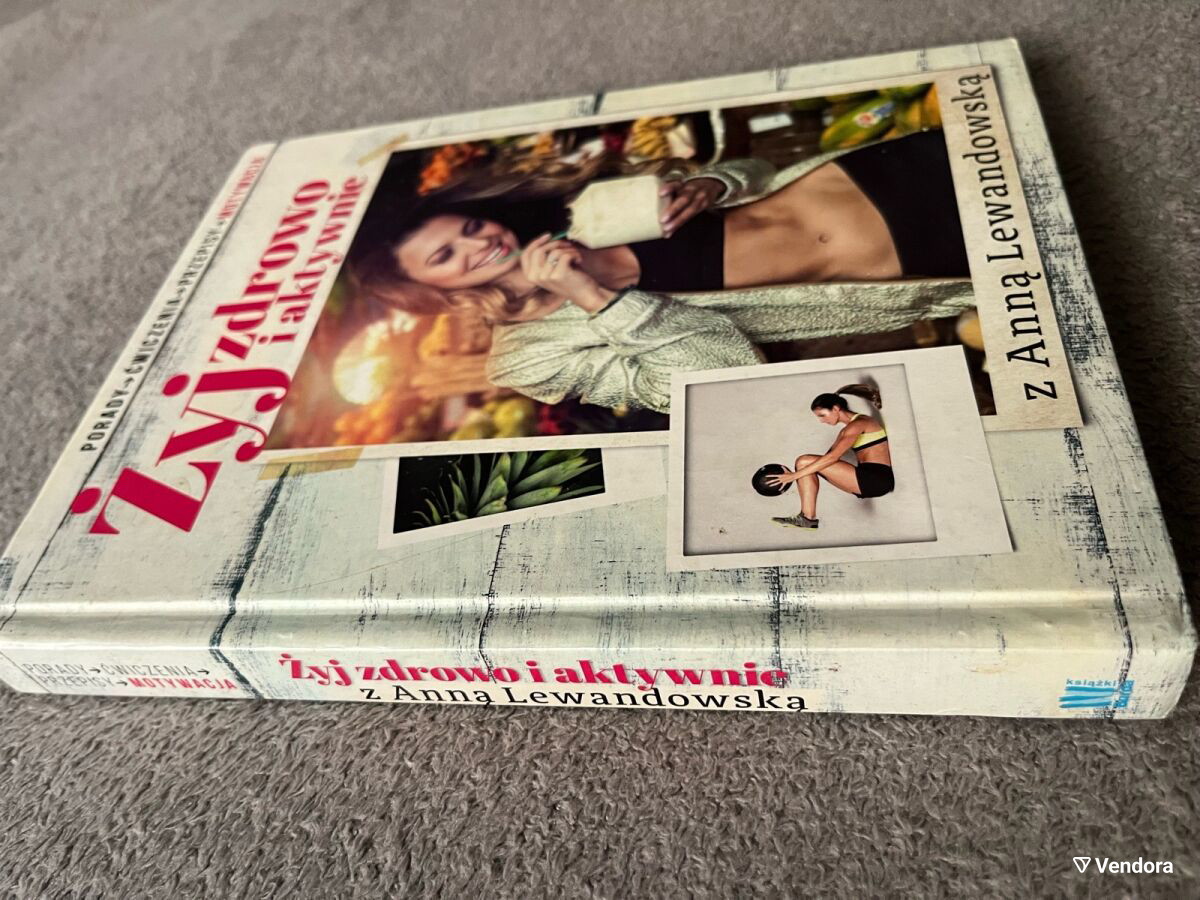 PORADY→ĆWICZENIA→PRZEPISY→MOTYWACJA
Żyj zdrowo
i aktywnie
z Anną Lewandowską
PORADY→ĆWICZENIA→
PRZEPISY→MOTYWACJA
Żyj zdrowo i aktywnie
z Anną Lewandowską
książki
Burda
Vendora